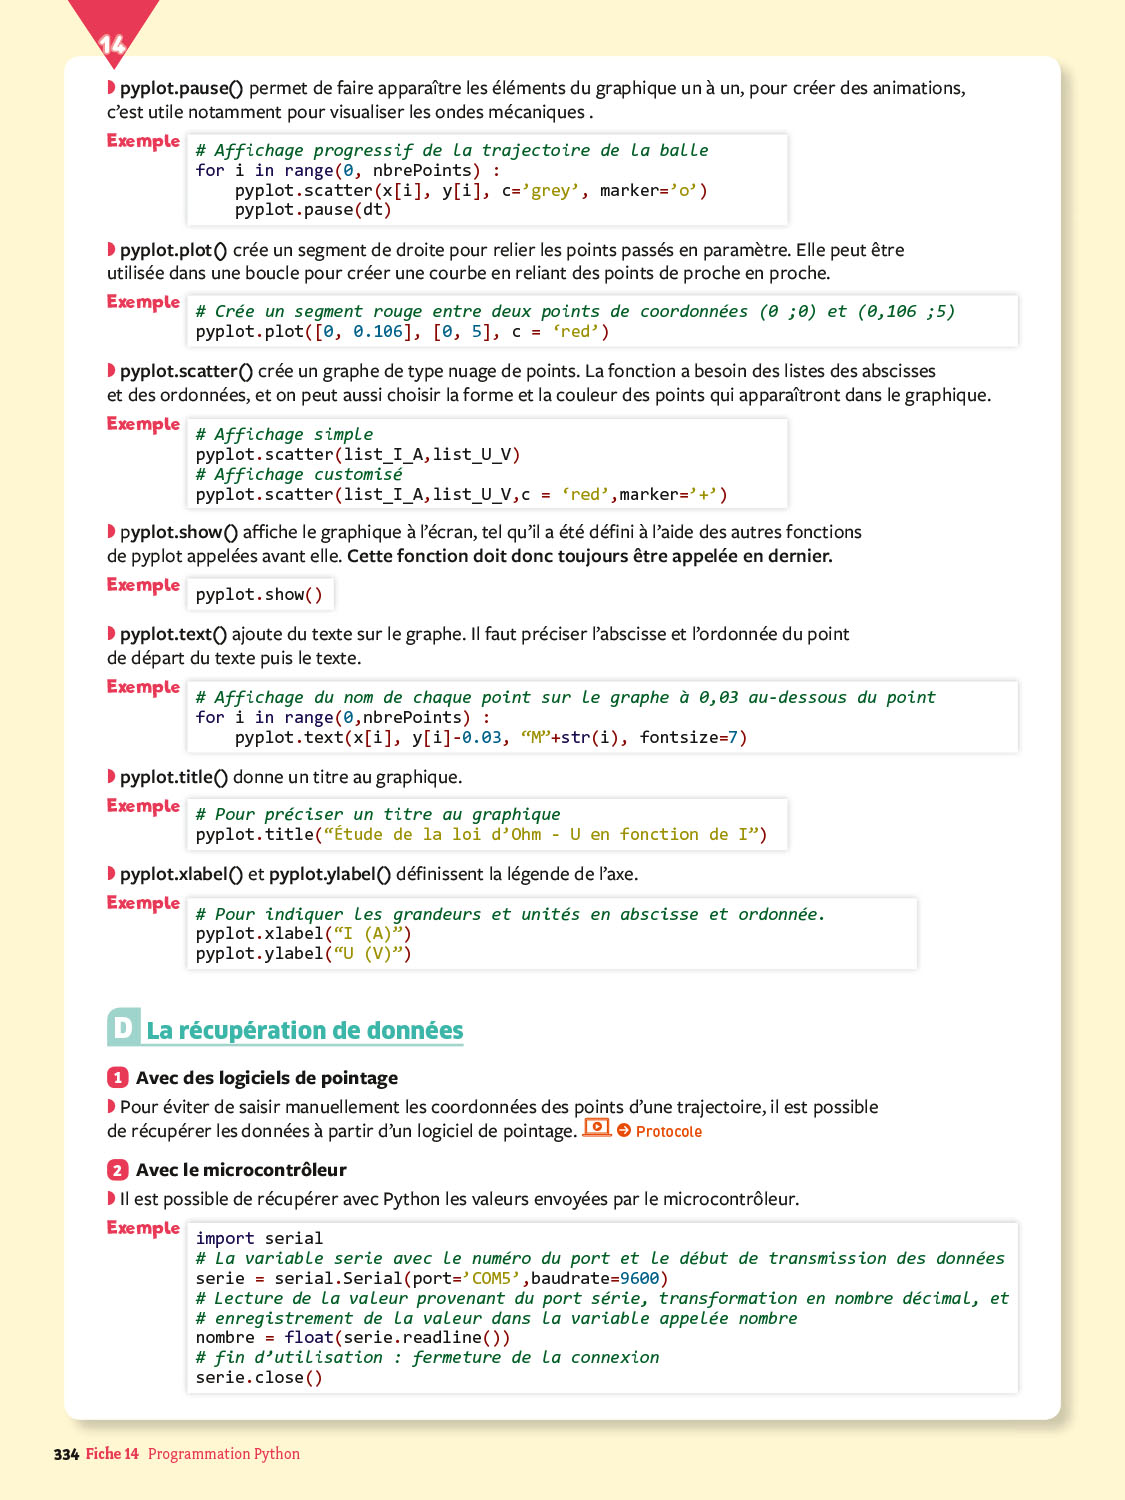 14
pyplot.pause() permet de faire apparaître les éléments du graphique un à un, pour créer des animations,
c’est utile notamment pour visualiser les ondes mécaniques .
Exemple
# Affichage progressif de la trajectoire de la balle
for i in range(0, nbrePoints) :
    pyplot.scatter(x[i], y[i], c=’grey’, marker=’o’)
    pyplot.pause(dt)
pyplot.plot() crée un segment de droite pour relier les points passés en paramètre. Elle peut être
utilisée dans une boucle pour créer une courbe en reliant des points de proche en proche.
Exemple
# Crée un segment rouge entre deux points de coordonnées (0 ;0) et (0,106 ;5)
pyplot.plot([0, 0.106], [0, 5], c = ‘red’)
pyplot.scatter() crée un graphe de type nuage de points. La fonction a besoin des listes des abscisses
et des ordonnées, et on peut aussi choisir la forme et la couleur des points qui apparaîtront dans le graphique.
Exemple
# Affichage simple
pyplot.scatter(list_I_A,list_U_V)
# Affichage customisé
pyplot.scatter(list_I_A,list_U_V,c = ‘red’,marker=’+’)
pyplot.show() affiche le graphique à l’écran, tel qu’il a été défini à l’aide des autres fonctions
de pyplot appelées avant elle. Cette fonction doit donc toujours être appelée en dernier.
Exemple
pyplot.show()
pyplot.text() ajoute du texte sur le graphe. Il faut préciser l’abscisse et l’ordonnée du point
de départ du texte puis le texte.
Exemple
# Affichage du nom de chaque point sur le graphe à 0,03 au-dessous du point
for i in range(0,nbrePoints) :
    pyplot.text(x[i], y[i]-0.03, “M”+str(i), fontsize=7)
pyplot.title() donne un titre au graphique.
Exemple
# Pour préciser un titre au graphique
pyplot.title(“Étude de la loi d’Ohm - U en fonction de I”)
pyplot.xlabel() et pyplot.ylabel() définissent la légende de l’axe.
Exemple
# Pour indiquer les grandeurs et unités en abscisse et ordonnée.
pyplot.xlabel(“I (A)”)
pyplot.ylabel(“U (V)”)
D La récupération de données
1 Avec des logiciels de pointage
Pour éviter de saisir manuellement les coordonnées des points d’une trajectoire, il est possible
de récupérer les données à partir d’un logiciel de pointage. Protocole
2 Avec le microcontrôleur
Il est possible de récupérer avec Python les valeurs envoyées par le microcontrôleur.
Exemple
import serial
# La variable serie avec le numéro du port et le début de transmission des données
serie = serial.Serial(port=’COM5’,baudrate=9600)
# Lecture de la valeur provenant du port série, transformation en nombre décimal, et
# enregistrement de la valeur dans la variable appelée nombre
nombre = float(serie.readline())
# fin d’utilisation : fermeture de la connexion
serie.close()
334 Fiche 14 Programmation Python